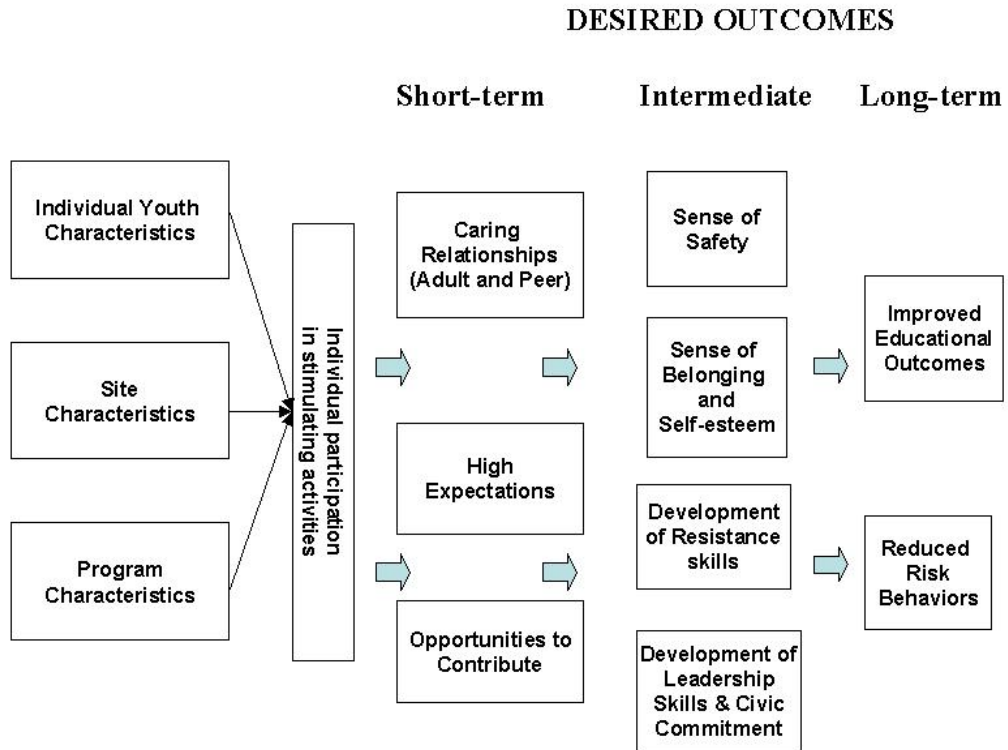 DESIRED OUTCOMES
Short-term
Intermediate
Long-term
Individual Youth
Characteristics
Site
Characteristics
Program
Characteristics
Individual participation
in stimulating activities
Caring
Relationships
(Adult and Peer)
High
Expectations
Opportunities to
Contribute
Sense of
Safety
Sense of
Belonging
and
Self-esteem
Development
of Resistance
skills
Development of
Leadership
Skills & Civic
Commitment
Improved
Educational
Outcomes
Reduced
Risk
Behaviors